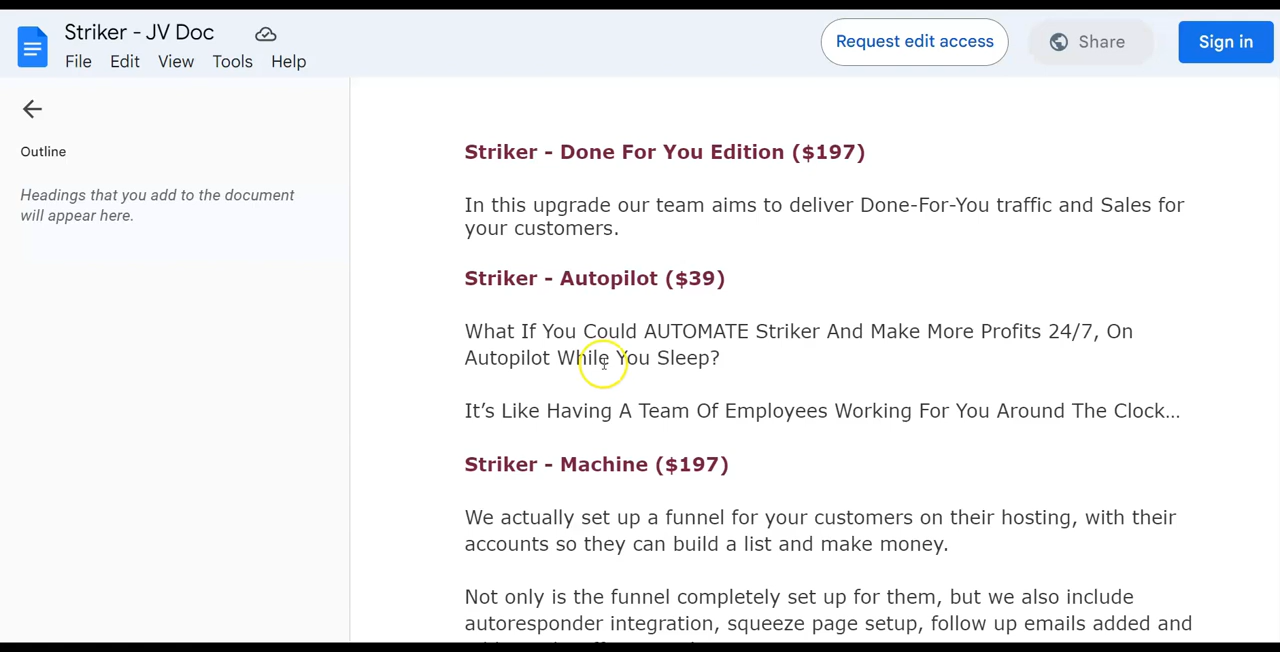 Striker - JV Doc
Request edit access
Share
Sign in
File Edit View Tools Help
Outline
Headings that you add to the document
will appear here.
Striker - Done For You Edition ($197)
In this upgrade our team aims to deliver Done-For-You traffic and Sales for
your customers.
Striker - Autopilot ($39)
What If You Could AUTOMATE Striker And Make More Profits 24/7, On
Autopilot While You Sleep?
It’s Like Having A Team Of Employees Working For You Around The Clock…
Striker - Machine ($197)
We actually set up a funnel for your customers on their hosting, with their
accounts so they can build a list and make money.
Not only is the funnel completely set up for them, but we also include
autoresponder integration, squeeze page setup, follow up emails added and